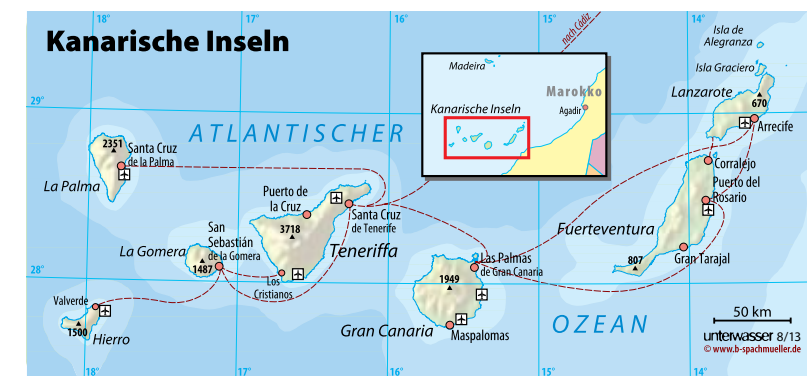 18°
17°
16°
15°
14°
Kanarische Inseln
nach Cádiz
Isla de
Alegranza
Isla Graciero
Lanzarote
670
Arrecife
Madeira
Marokko
Agadir
Kanarische Inseln
29°
ATLANTISCHER
2351
Santa Cruz
de la Palma
La Palma
Corralejo
Puerto del
Rosario
Puerto de
la Cruz
3718
Santa Cruz
de Tenerife
Teneriffa
San
Sebastián
de la Gomera
La Gomera
1487
Los
Cristianos
Fuerteventura
Gran Tarajal
807
28°
Las Palmas
de Gran Canaria
1949
Valverde
1500
Hierro
Gran Canaria
Maspalomas
OZEAN
50 km
unterwasser 8/13
© www.b-spachmueller.de
18°
17°
16°
15°
14°